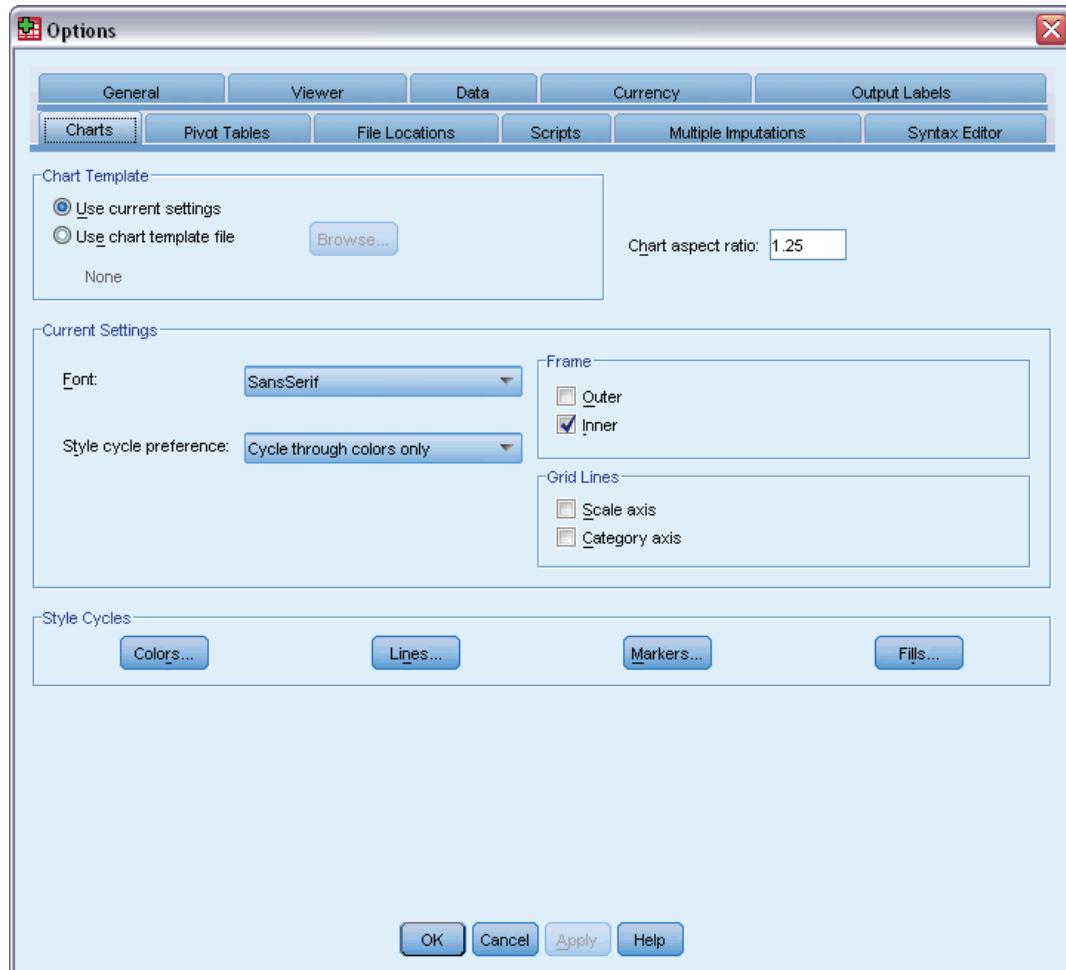 Options
General Viewer Data Currency Output Labels
Charts Pivot Tables File Locations Scripts Multiple Imputations Syntax Editor
Chart Template
Use current settings
Use chart template file Browse...
None
Chart aspect ratio: 1.25
Current Settings
Font: SansSerif
Style cycle preference: Cycle through colors only
Frame
Outer
Inner
Grid Lines
Scale axis
Category axis
Style Cycles
Colors... Lines... Markers... Fills...
OK Cancel Apply Help